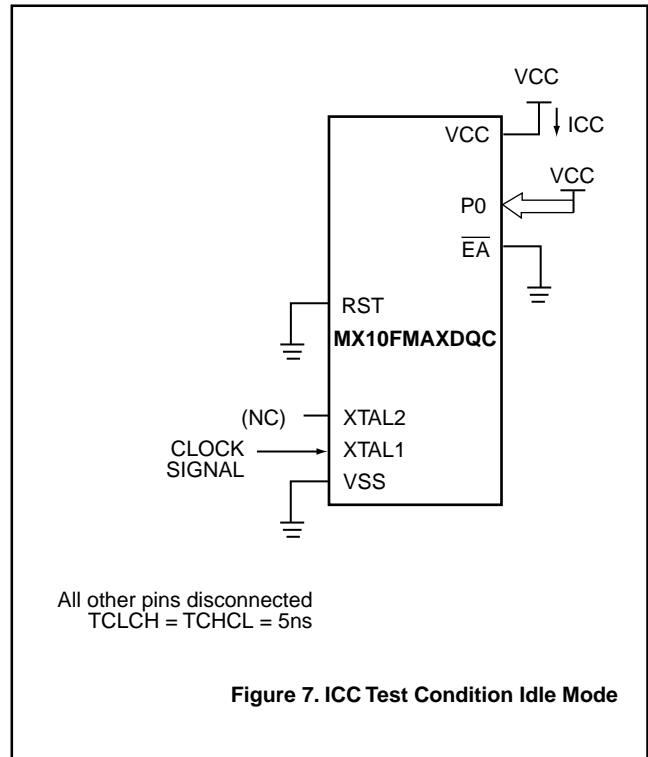 VCC
ICC
VCC
VCC
P0
EA
RST
MX10FMAXDQC
(NC)
XTAL2
CLOCK
SIGNAL
XTAL1
VSS
All other pins disconnected
TCLCH = TCHCL = 5ns
Figure 7. ICC Test Condition Idle Mode